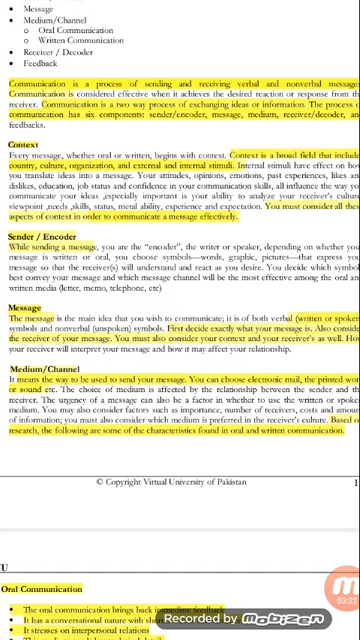 • Message
• Medium/Channel
o Oral Communication
o Written Communication
• Receiver / Decoder
• Feedback
Communication is a process of sending and receiving verbal and nonverbal messages
Communication is considered effective when it achieves the desired reaction or response from th
receiver. Communication is a two way process of exchanging ideas or information. The process o
communication has six components: sender/encoder, message, medium, receiver/decoder, an
feedbacks.
Context
Every message, whether oral or written, begins with context. Context is a broad field that include
country, culture, organization, and external and internal stimuli. Internal stimuli have effect on how
you translate ideas into a message. Your attitudes, opinions, emotions, past experiences, likes an
dislikes, education, job status and confidence in your communication skills, all influence the way yo
communicate your ideas ,especially important is your ability to analyze your receiver's culture
viewpoint ,needs ,skills, status, metal ability, experience and expectation. You must consider all thes
aspects of context in order to communicate a message effectively.
Sender / Encoder
While sending a message, you are the "encoder", the writer or speaker, depending on whether you
message is written or oral, you choose symbols—words, graphic, pictures—that express you
message so that the receiver(s) will understand and react as you desire. You decide which symbol
best convey your message and which message channel will be the most effective among the oral an
written media (letter, memo, telephone, etc)
Message
The message is the main idea that you wish to communicate; it is of both verbal (written or spoken
symbols and nonverbal (unspoken) symbols. First decide exactly what your message is. Also conside
the receiver of your message. You must also consider your context and your receiver's as well. How
your receiver will interpret your message and how it may affect your relationship.
Medium/Channel
It means the way to be used to send your message. You can choose electronic mail, the printed wor
or sound etc. The choice of medium is affected by the relationship between the sender and th
receiver. The urgency of a message can also be a factor in whether to use the written or spoke
medium. You may also consider factors such as importance, number of receivers, costs and amoun
of information; you must also consider which medium is preferred in the receiver's culture. Based o
research, the following are some of the characteristics found in oral and written communication.
© Copyright Virtual University of Pakistan 1
U
Oral Communication
• The oral communication brings back immediate feedback
• It has a conversational nature with short
• It stresses on interpersonal relations
03:22
Recorded by mobizen